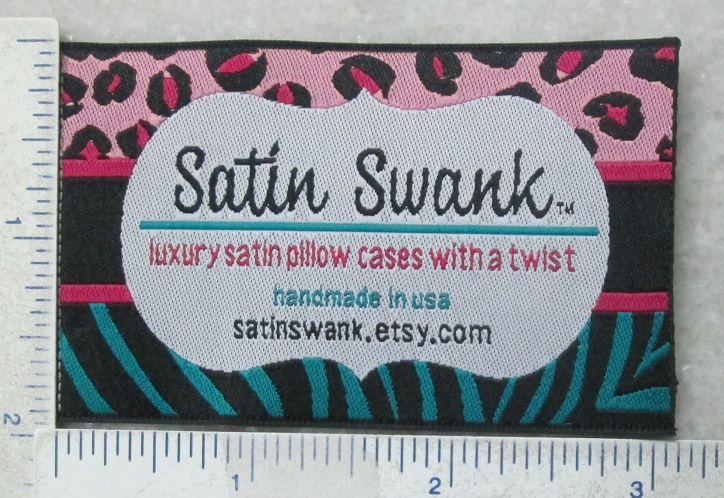 Satin Swank™
luxury satin pillow cases with a twist
handmade in usa
satinswank.etsy.com
1
2
1
2
3